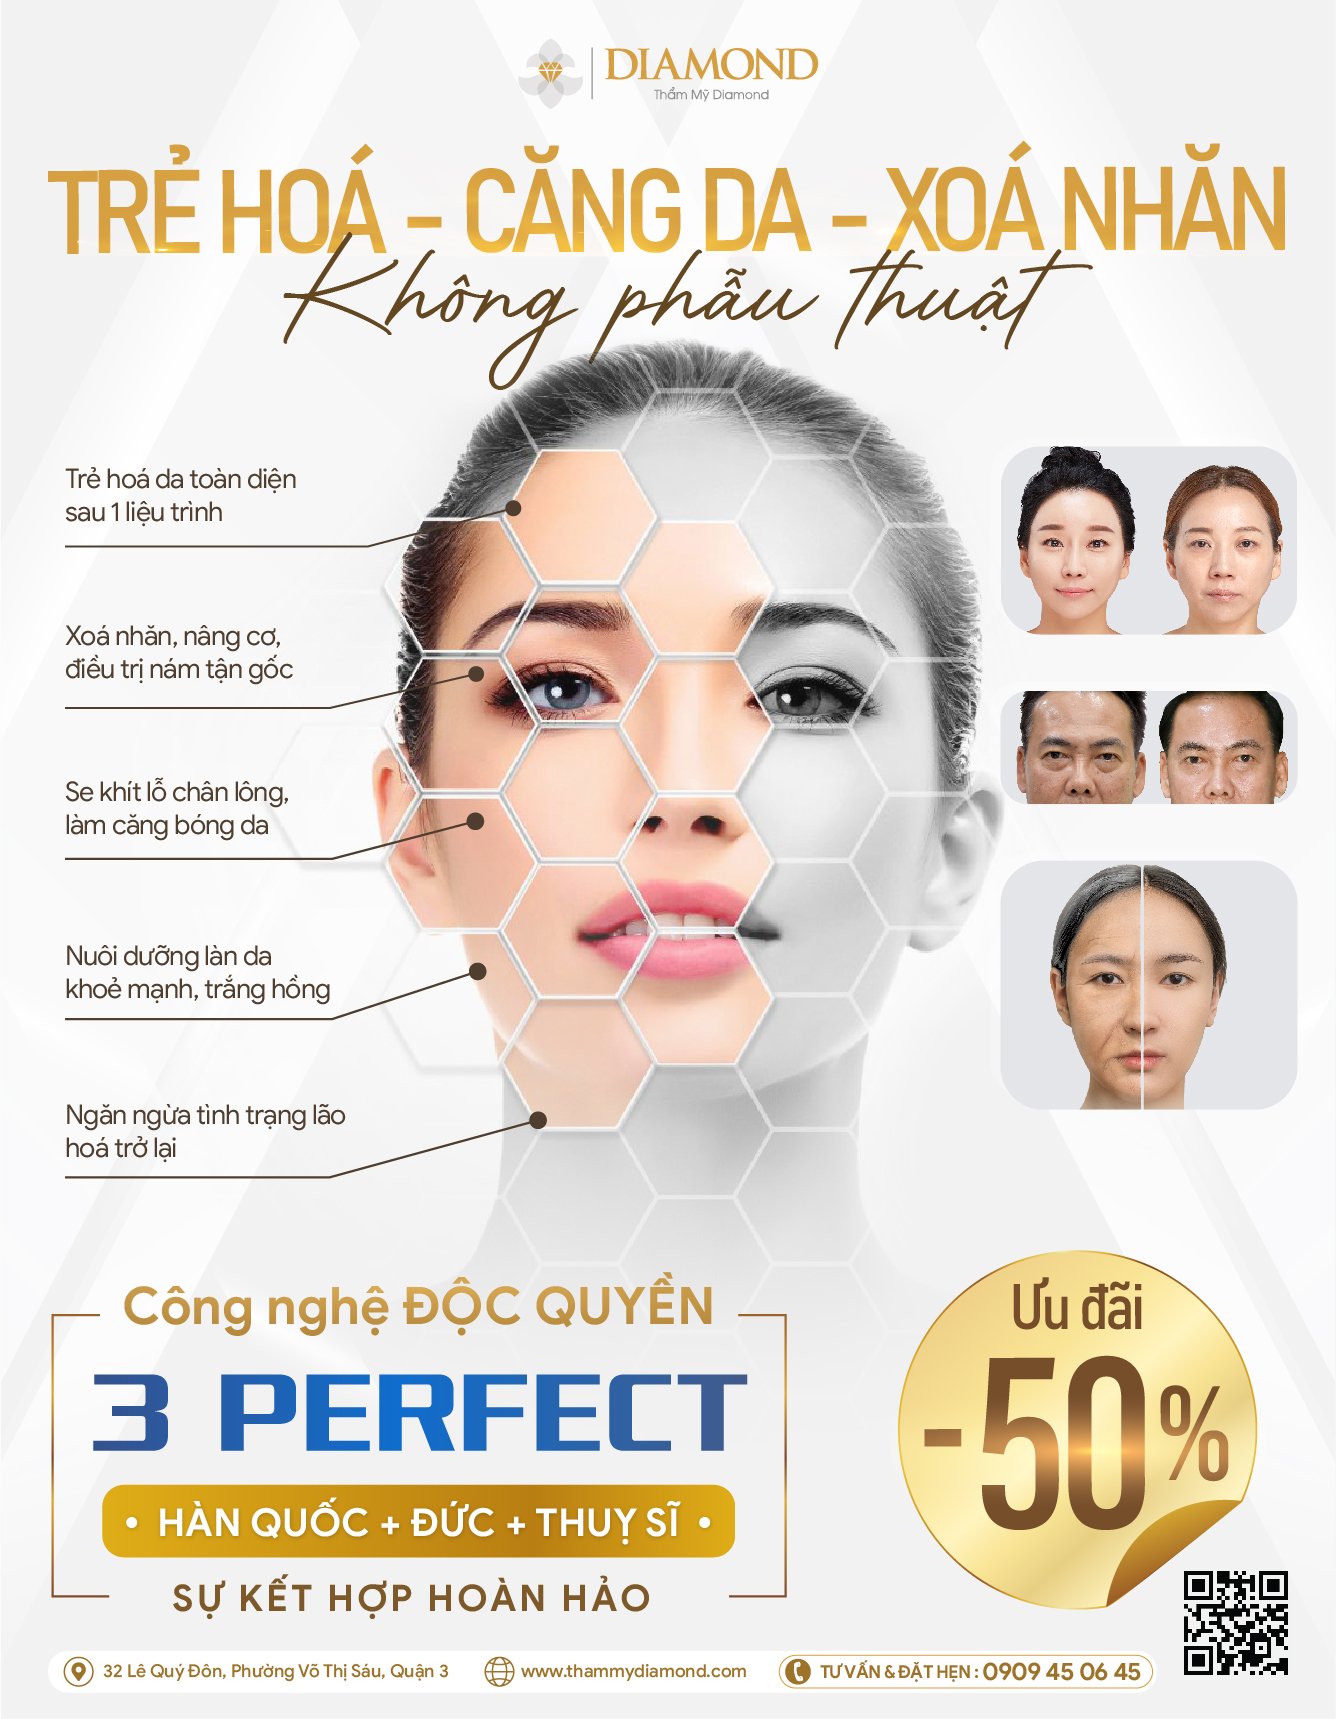 DIAMOND
Thẩm Mỹ Diamond
TRẺ HOÁ - CĂNG DA - XOÁ NHĂN
Không phẫu thuật
Trẻ hoá da toàn diện
sau 1 liệu trình
Xoá nhăn, nâng cơ,
điều trị nám tận gốc
Se khít lỗ chân lông,
làm căng bóng da
Nuôi dưỡng làn da
khoẻ mạnh, trắng hồng
Ngăn ngừa tình trạng lão
hoá trở lại
Công nghệ ĐỘC QUYỀN
3 PERFECT
• HÀN QUỐC + ĐỨC + THUỴ SĨ •
SỰ KẾT HỢP HOÀN HẢO
Ưu đãi
-50%
32 Lê Quý Đôn, Phường Võ Thị Sáu, Quận 3
www.thammydiamond.com
TƯ VẤN & ĐẶT HẸN : 0909 45 06 45